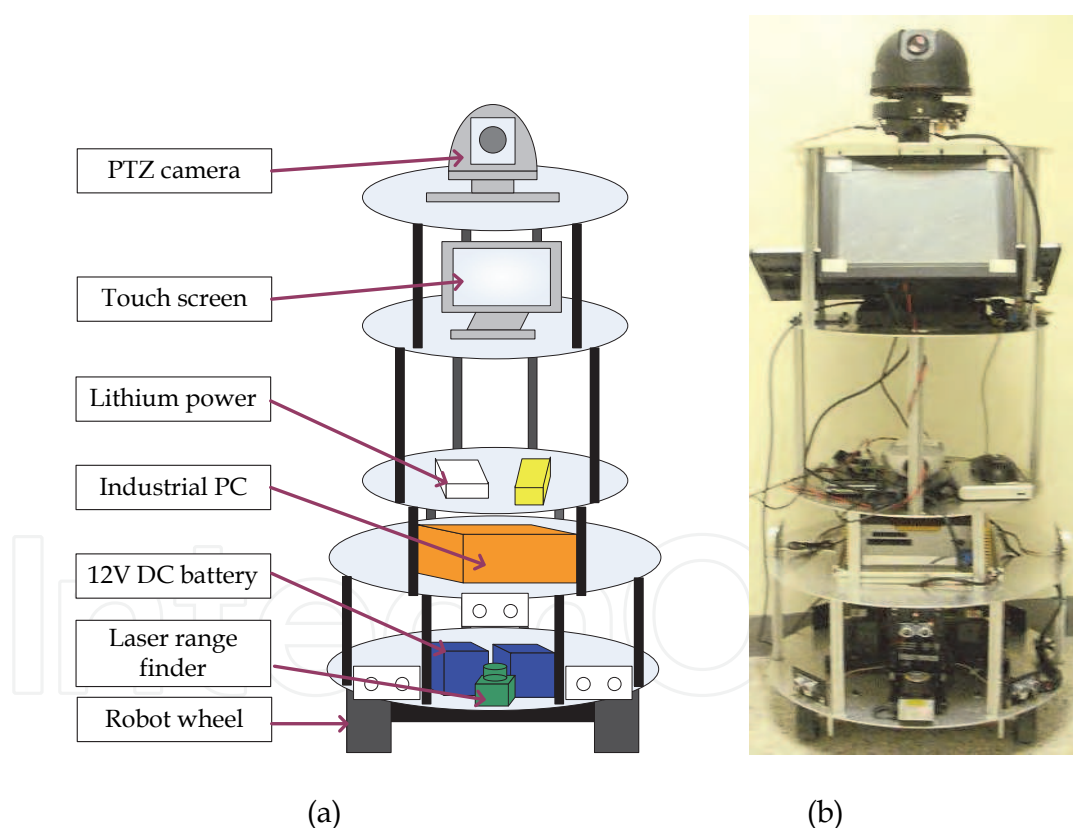 PTZ camera
Touch screen
Lithium power
Industrial PC
12V DC battery
Laser range
finder
Robot wheel
(a)
(b)